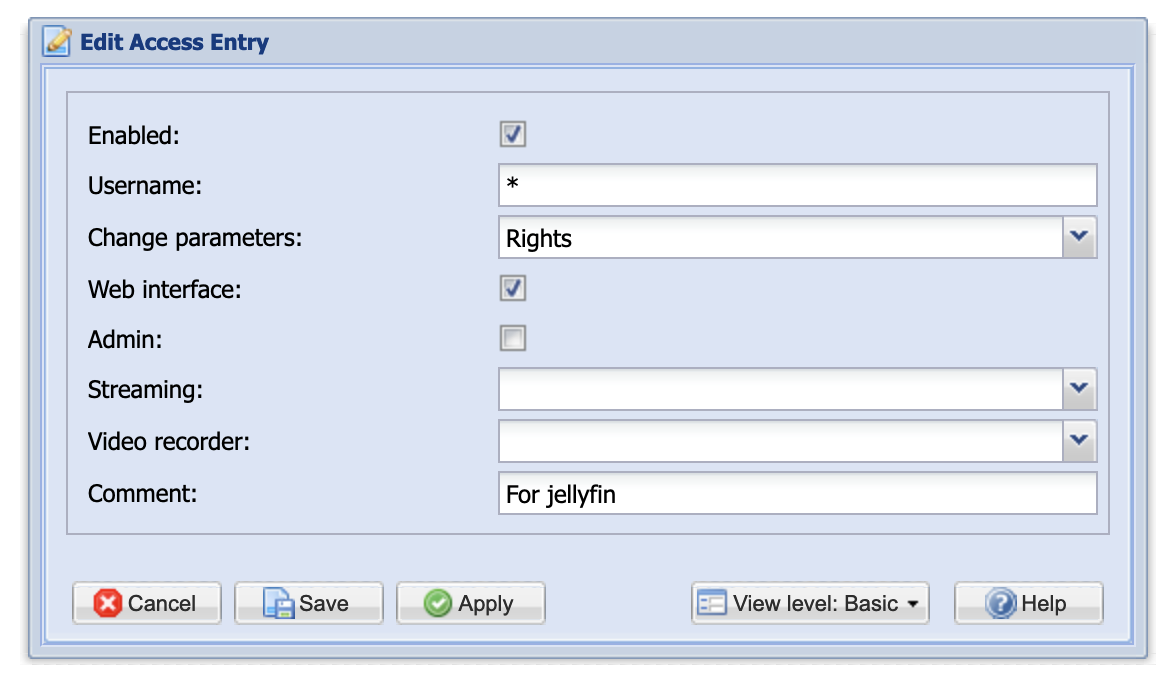 Edit Access Entry
Enabled:
Username: *
Change parameters: Rights
Web interface:
Admin:
Streaming:
Video recorder:
Comment: For jellyfin
Cancel Save Apply View level: Basic Help